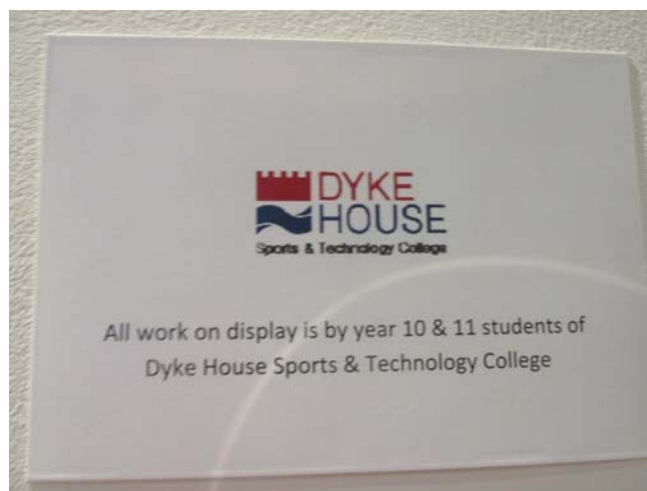 DYKE
HOUSE
Sports & Technology College
All work on display is by year 10 & 11 students of
Dyke House Sports & Technology College